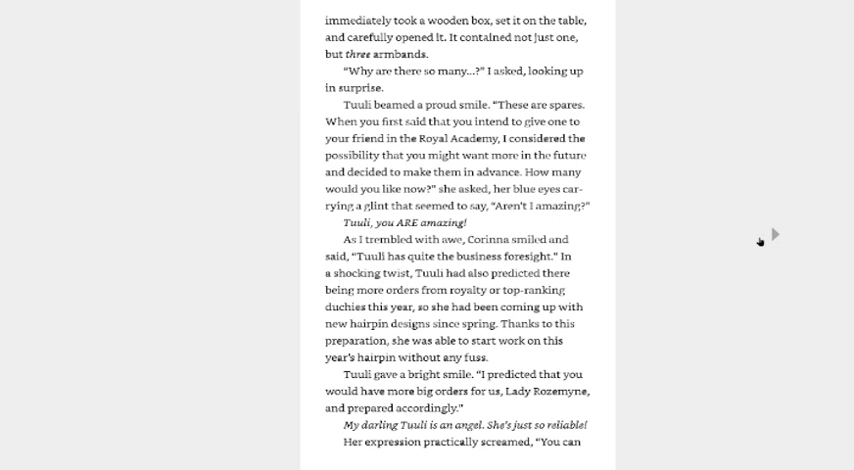 immediately took a wooden box, set it on the table,
and carefully opened it. It contained not just one,
but three armbands.
“Why are there so many...?” I asked, looking up
in surprise.
Tuuli beamed a proud smile. “These are spares.
When you first said that you intend to give one to
your friend in the Royal Academy, I considered the
possibility that you might want more in the future
and decided to make them in advance. How many
would you like now?” she asked, her blue eyes car-
rying a glint that seemed to say, “Aren’t I amazing?”
Tuuli, you ARE amazing!
As I trembled with awe, Corinna smiled and
said, “Tuuli has quite the business foresight.” In
a shocking twist, Tuuli had also predicted there
being more orders from royalty or top-ranking
duchies this year, so she had been coming up with
new hairpin designs since spring. Thanks to this
preparation, she was able to start work on this
year’s hairpin without any fuss.
Tuuli gave a bright smile. “I predicted that you
would have more big orders for us, Lady Rozemyne,
and prepared accordingly.”
My darling Tuuli is an angel. She’s just so reliable!
Her expression practically screamed, “You can